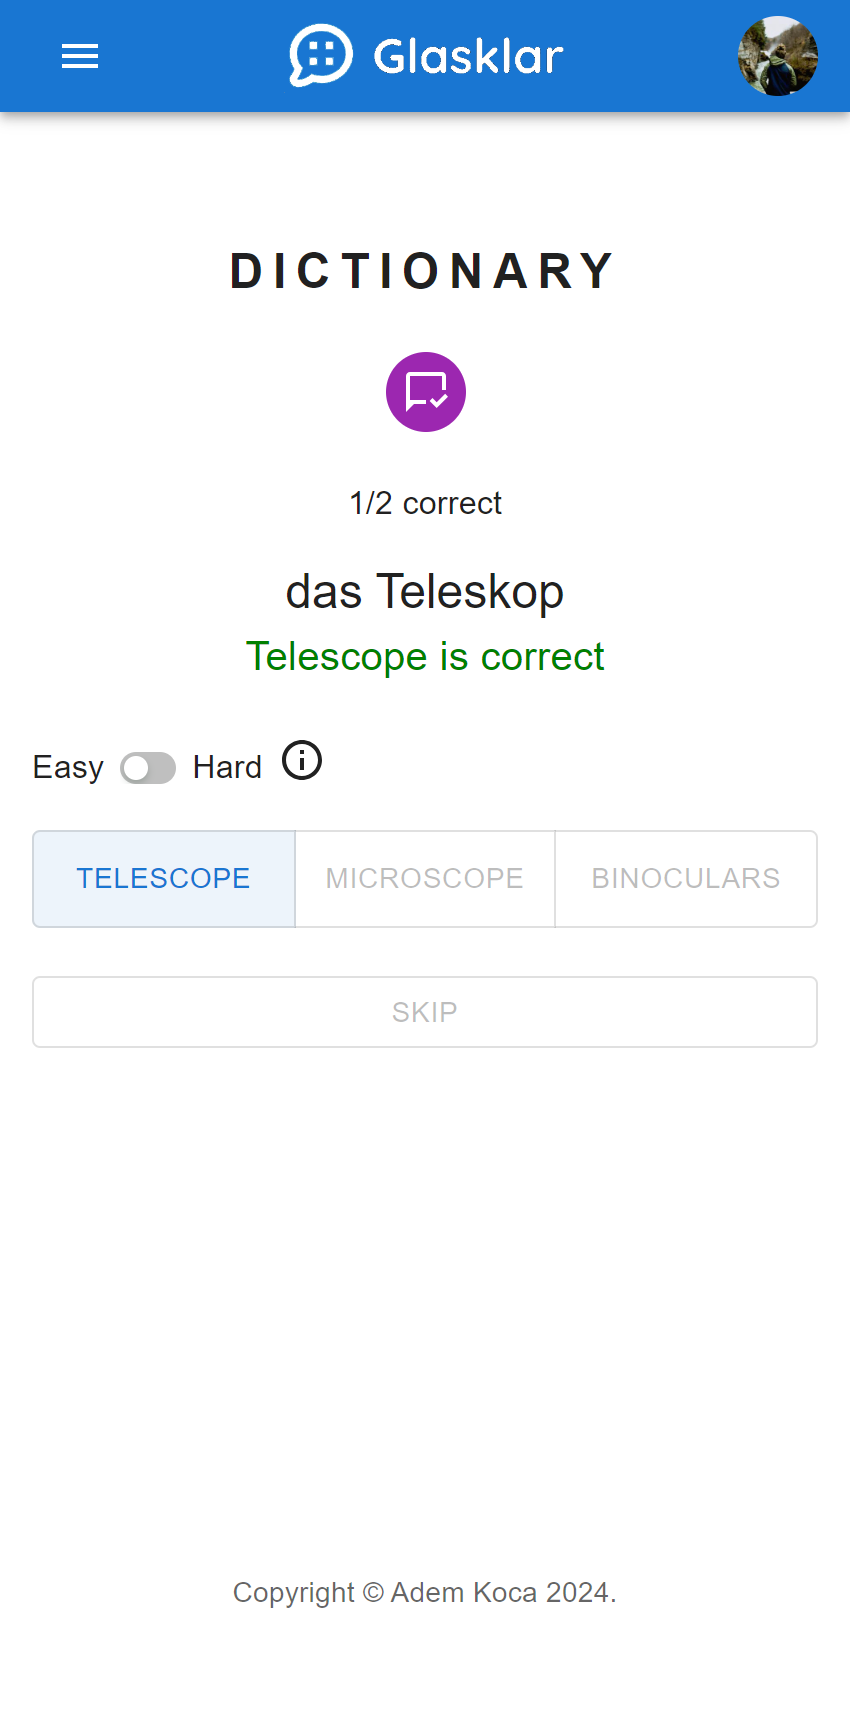 Glasklar
DICTIONARY
1/2 correct
das Teleskop
Telescope is correct
Easy Hard
TELESCOPE MICROSCOPE BINOCULARS
SKIP
Copyright © Adem Koca 2024.